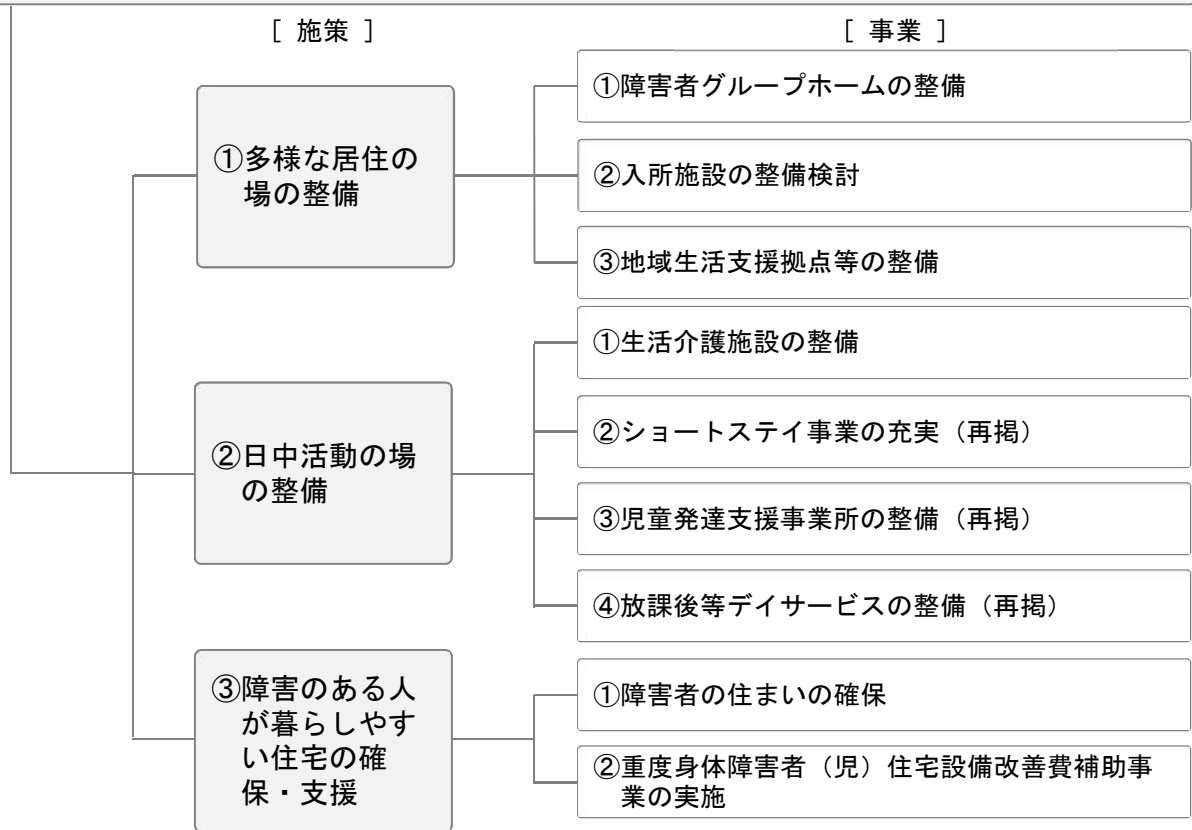 [ 施策 ]
[ 事業 ]
①多様な居住の
場の整備
①障害者グループホームの整備
②入所施設の整備検討
③地域生活支援拠点等の整備
②日中活動の場
の整備
①生活介護施設の整備
②ショートステイ事業の充実（再掲）
③児童発達支援事業所の整備（再掲）
④放課後等デイサービスの整備（再掲）
③障害のある人
が暮らしやす
い住宅の確
保・支援
①障害者の住まいの確保
②重度身体障害者（児）住宅設備改善費補助事
業の実施